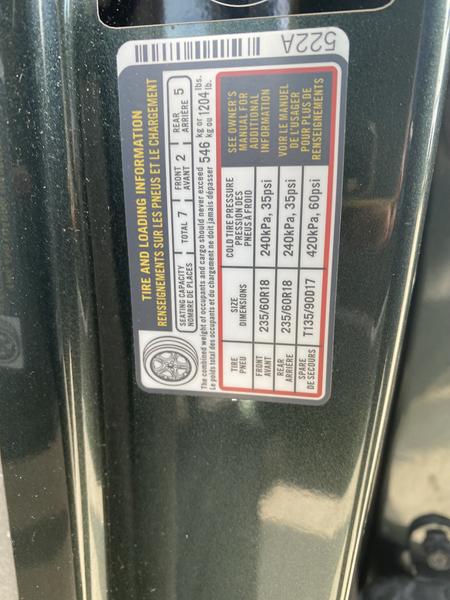 522A
TIRE AND LOADING INFORMATION
RENSEIGNEMENTS SUR LES PNEUS ET LE CHARGEMENT
SEATING CAPACITY
NOMBRE DE PLACES
TOTAL 7
FRONT
AVANT 2
REAR
ARRIÈRE 5
The combined weight of occupants and cargo should never exceed 546 kg or 1204 lbs.
Le poids total des occupants et du chargement ne doit jamais dépasser 546 kg ou 1204 lb.
TIRE
PNEU
SIZE
DIMENSIONS
COLD TIRE PRESSURE
PRESSION DES
PNEUS À FROID
FRONT
AVANT
235/60R18
240kPa, 35psi
REAR
ARRIÈRE
235/60R18
240kPa, 35psi
SPARE
DE SECOURS
T135/90D17
420kPa, 60psi
SEE OWNER'S
MANUAL FOR
ADDITIONAL
INFORMATION
VOIR LE MANUEL
DE L'USAGER
POUR PLUS DE
RENSEIGNEMENTS